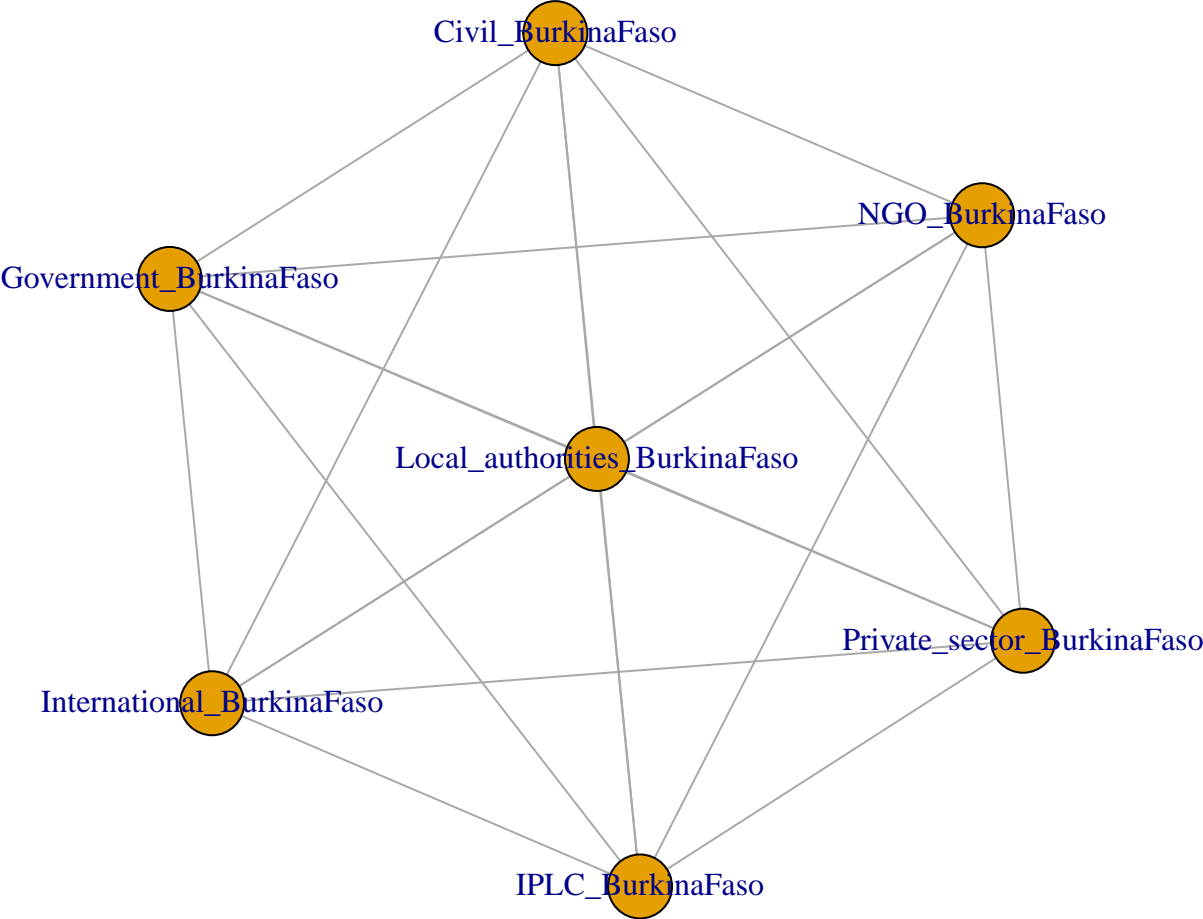 Civil_BurkinaFaso
NGO_BurkinaFaso
Government_BurkinaFaso
Local_authorities_BurkinaFaso
Private_sector_BurkinaFaso
International_BurkinaFaso
IPLC_BurkinaFaso